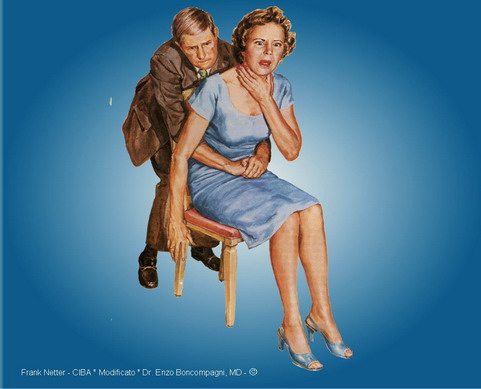 Frank Netter - CIBA * Modificato * Dr. Enzo Boncompagni, MD - ©